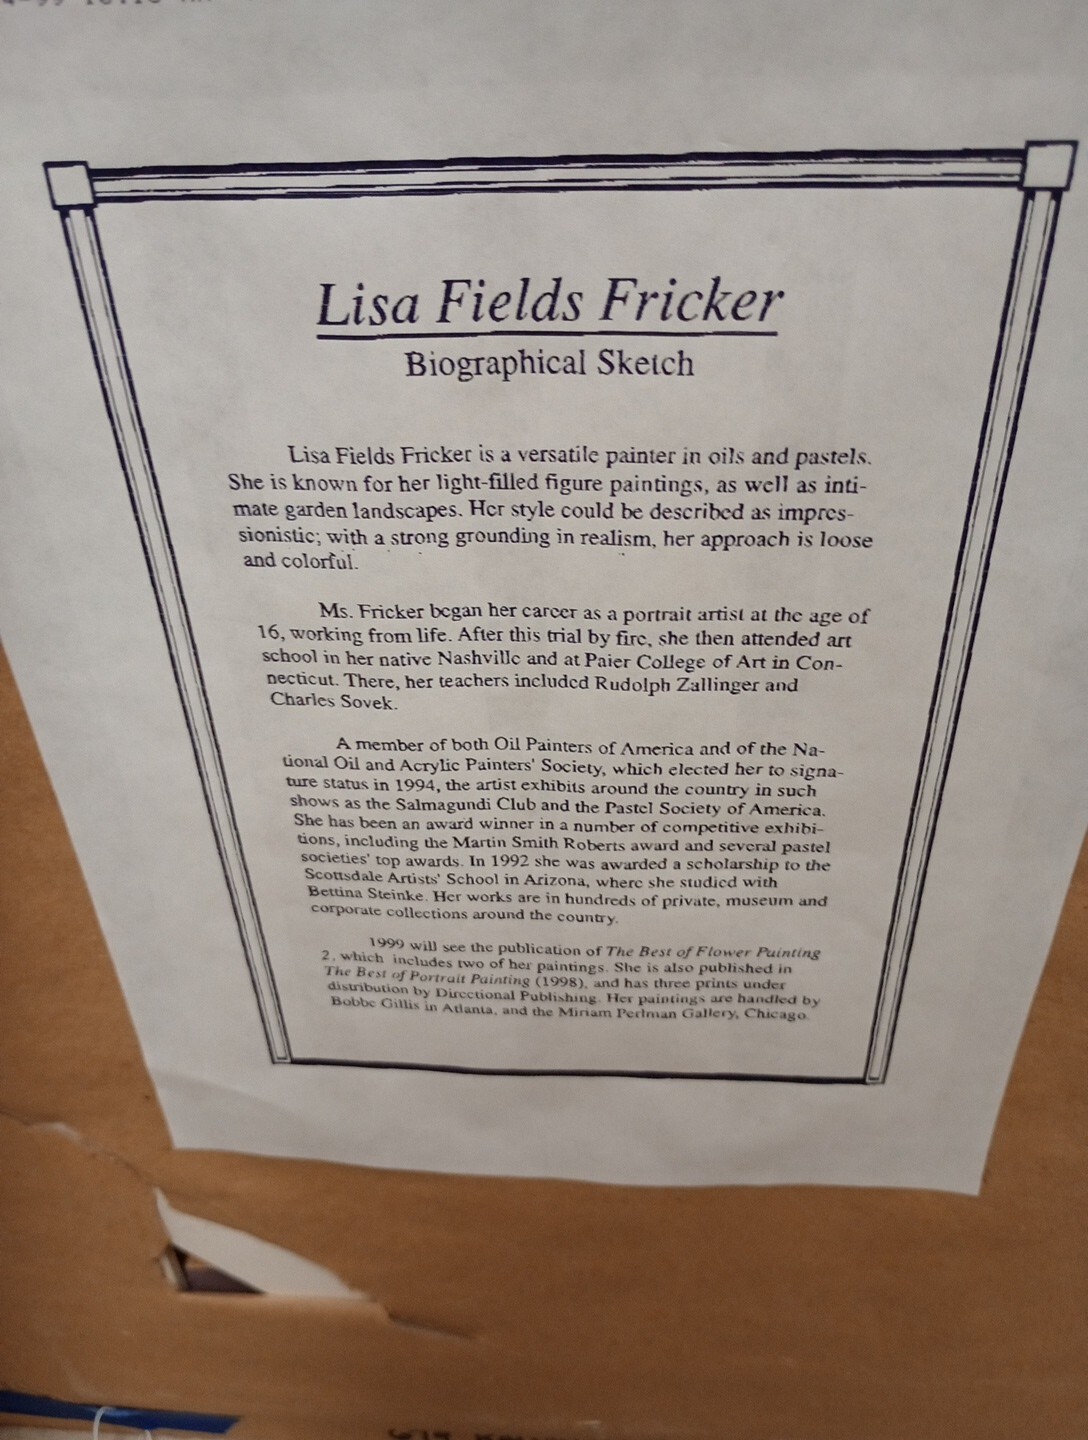 Lisa Fields Fricker
Biographical Sketch
Lisa Fields Fricker is a versatile painter in oils and pastels.
She is known for her light-filled figure paintings, as well as inti-
mate garden landscapes. Her style could be described as impres-
sionistic; with a strong grounding in realism, her approach is loose
and colorful.
Ms. Fricker began her career as a portrait artist at the age of
16, working from life. After this trial by fire, she then attended art
school in her native Nashville and at Paier College of Art in Con-
necticut. There, her teachers included Rudolph Zallinger and
Charles Sovek.
A member of both Oil Painters of America and of the Na-
tional Oil and Acrylic Painters' Society, which elected her to signa-
ture status in 1994, the artist exhibits around the country in such
shows as the Salmagundi Club and the Pastel Society of America.
She has been an award winner in a number of competitive exhibi-
tions, including the Martin Smith Roberts award and several pastel
societies' top awards. In 1992 she was awarded a scholarship to the
Scottsdale Artists' School in Arizona, where she studied with
Bettina Steinke. Her works are in hundreds of private, museum and
corporate collections around the country.
1999 will see the publication of The Best of Flower Painting
2, which includes two of her paintings. She is also published in
The Best of Portrait Painting (1998), and has three prints under
distribution by Directional Publishing. Her paintings are handled by
Bobbe Gillis in Atlanta, and the Miriam Perlman Gallery, Chicago.